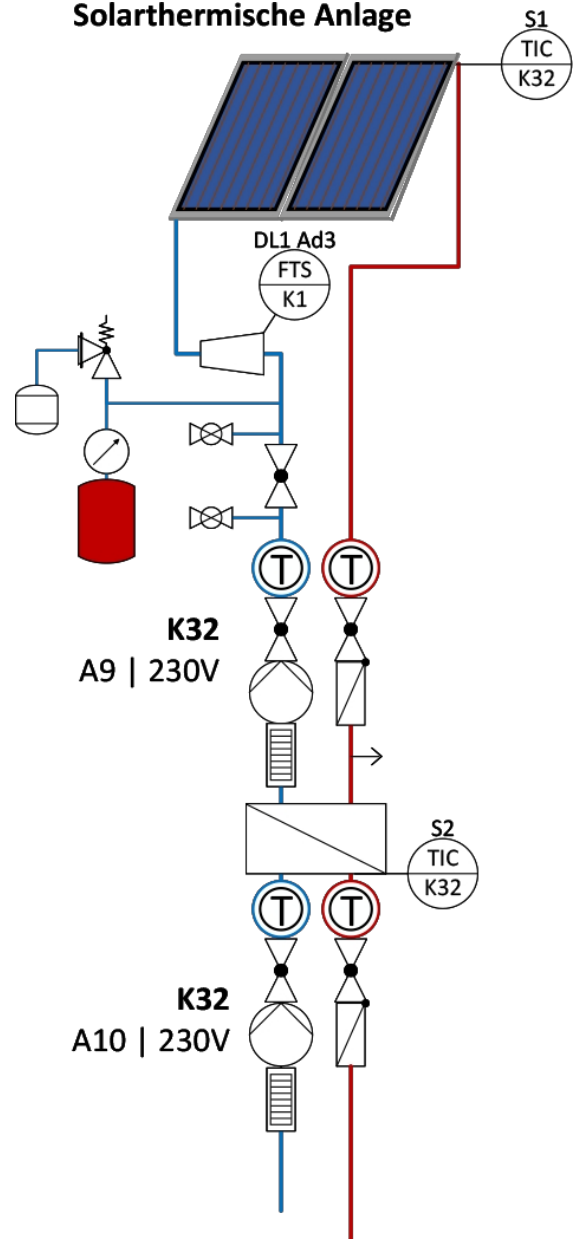 Solarthermische Anlage
S1
TIC
K32
DL1 Ad3
FTS
K1
T
T
K32
A9 | 230V
S2
TIC
K32
T
T
K32
A10 | 230V